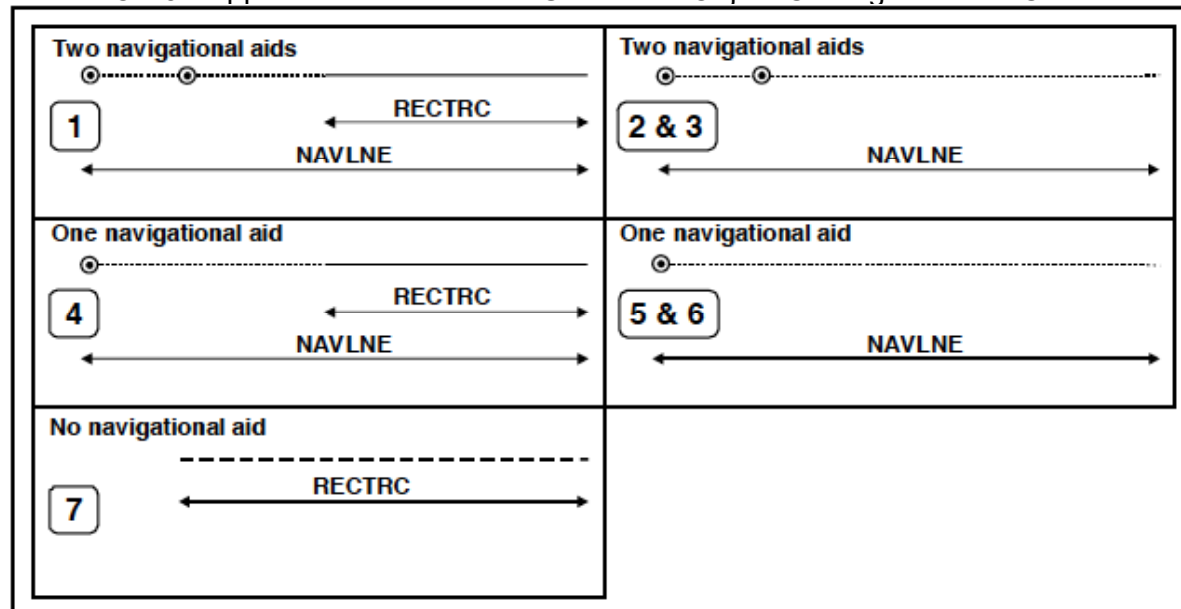 Two navigational aids
1
RECTRC
NAVLNE
Two navigational aids
2 & 3
NAVLNE
One navigational aid
4
RECTRC
NAVLNE
One navigational aid
5 & 6
NAVLNE
No navigational aid
7
RECTRC